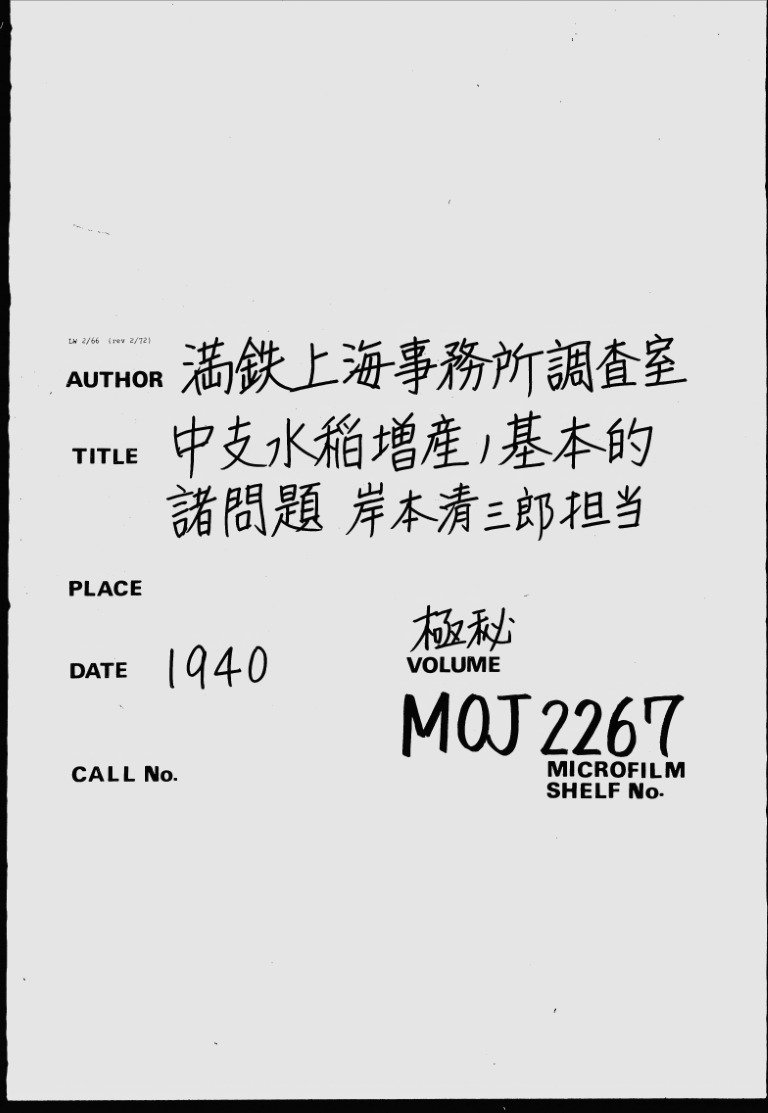 LW 2/66 (rev 2/72)
AUTHOR 満鉄上海事務所調査室
TITLE 中支水稲増産ノ基本的
諸問題 岸本清三郎担当
PLACE
極秘
DATE 1940 VOLUME
MOJ 2267
CALL No. MICROFILM
SHELF No.